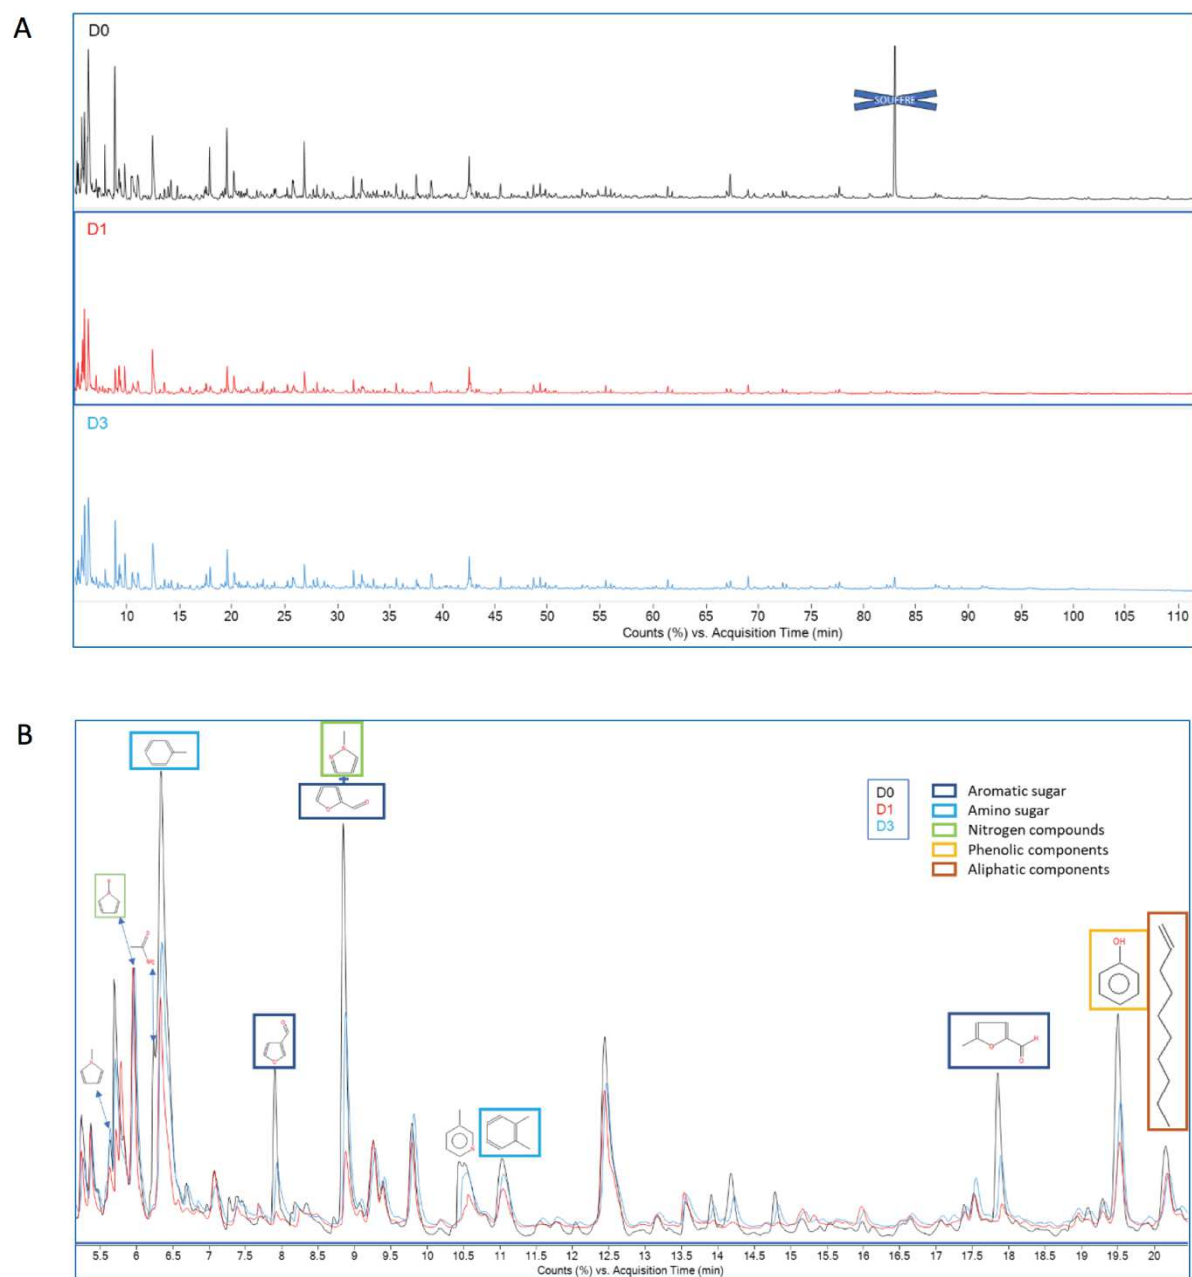 A
D0
SOUFFRE
D1
D3
10 15 20 25 30 35 40 45 50 55 60 65 70 75 80 85 90 95 100 105 110
Counts (%) vs. Acquisition Time (min)
B
D0
D1
D3
Aromatic sugar
Amino sugar
Nitrogen compounds
Phenolic components
Aliphatic components
OH
5.5 6 6.5 7 7.5 8 8.5 9 9.5 10 10.5 11 11.5 12 12.5 13 13.5 14 14.5 15 15.5 16 16.5 17 17.5 18 18.5 19 19.5 20
Counts (%) vs. Acquisition Time (min)